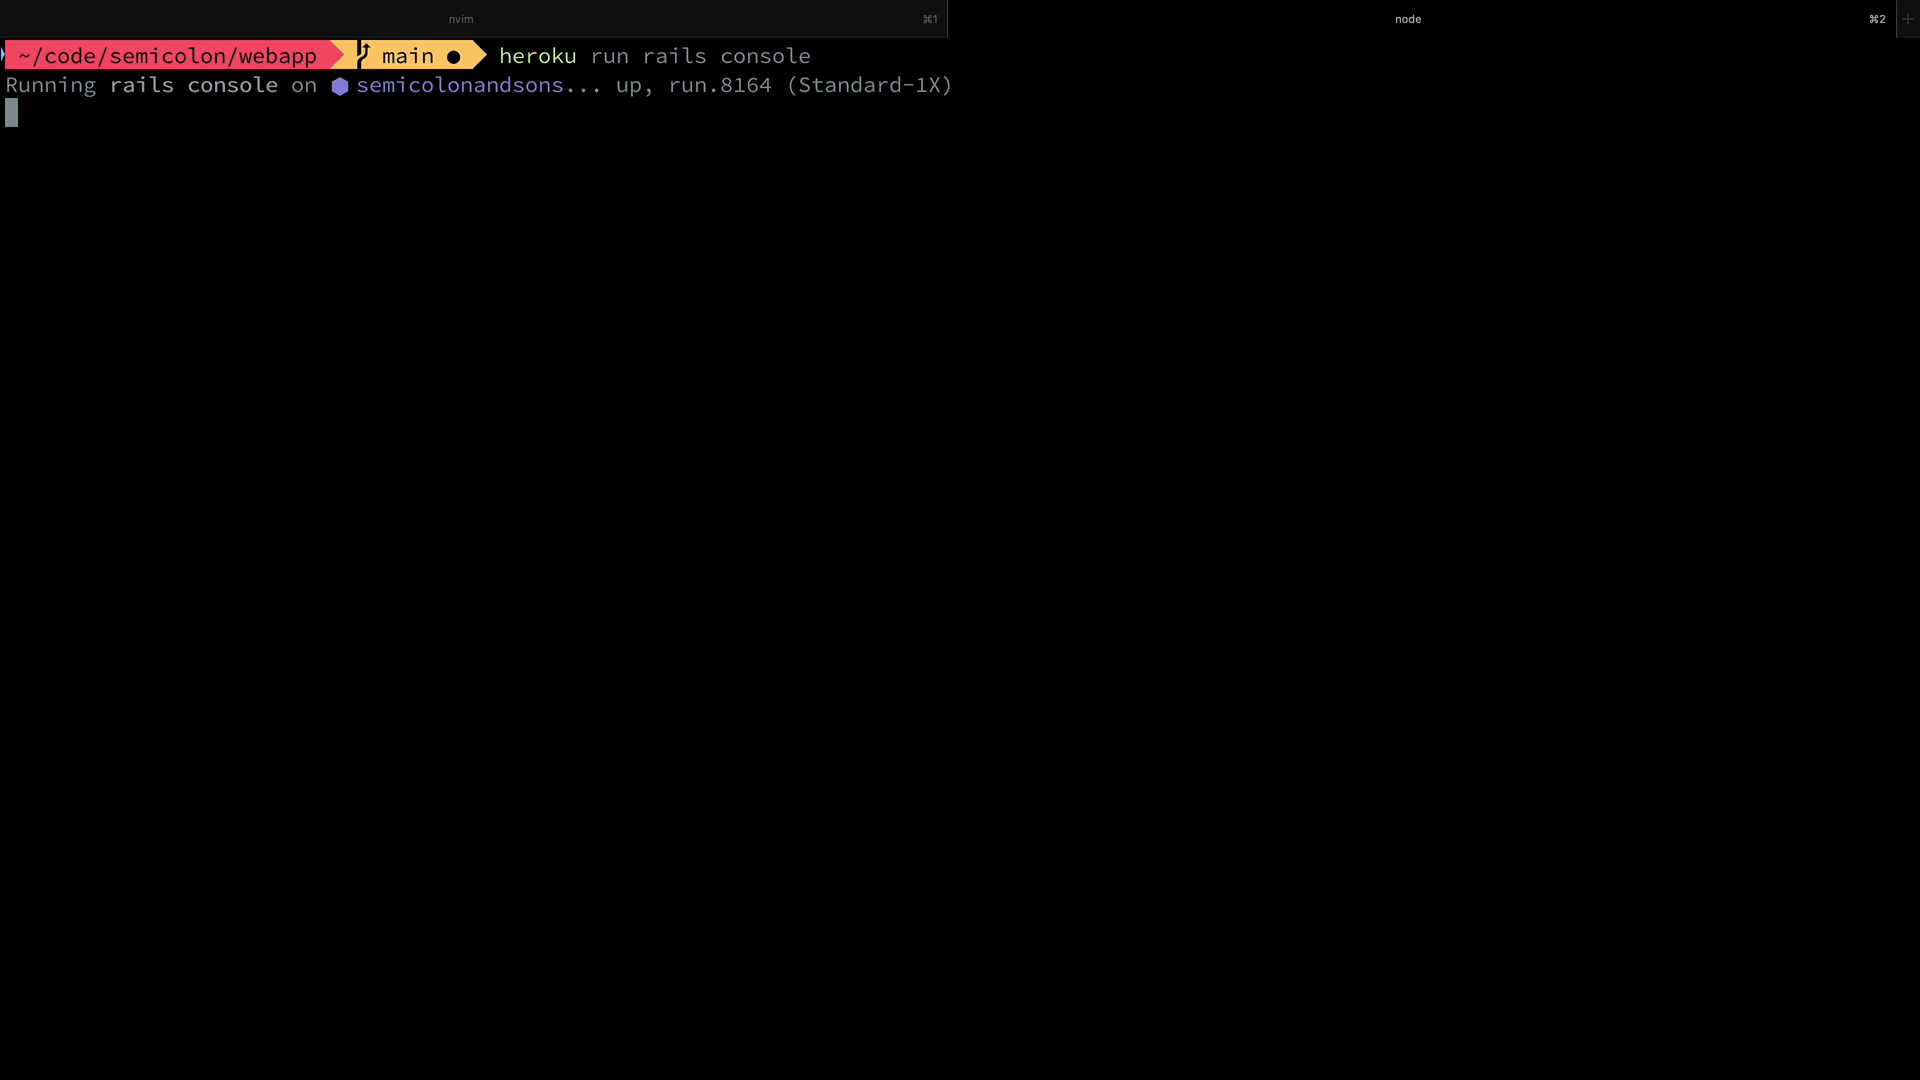 nvim ⌘1 node ⌘2 +
~/code/semicolon/webapp main ● heroku run rails console
Running rails console on ⬢ semicolonandsons... up, run.8164 (Standard-1X)